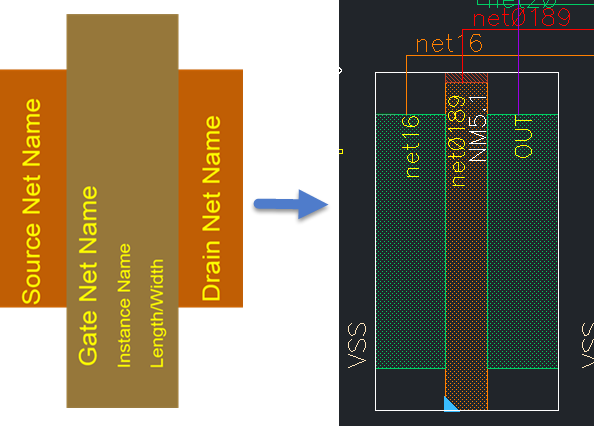 Source Net Name
Gate Net Name
Instance Name
Length/Width
Drain Net Name
net20
net0189
net16
net16
net0189
NM5.1
OUT
VSS
VSS